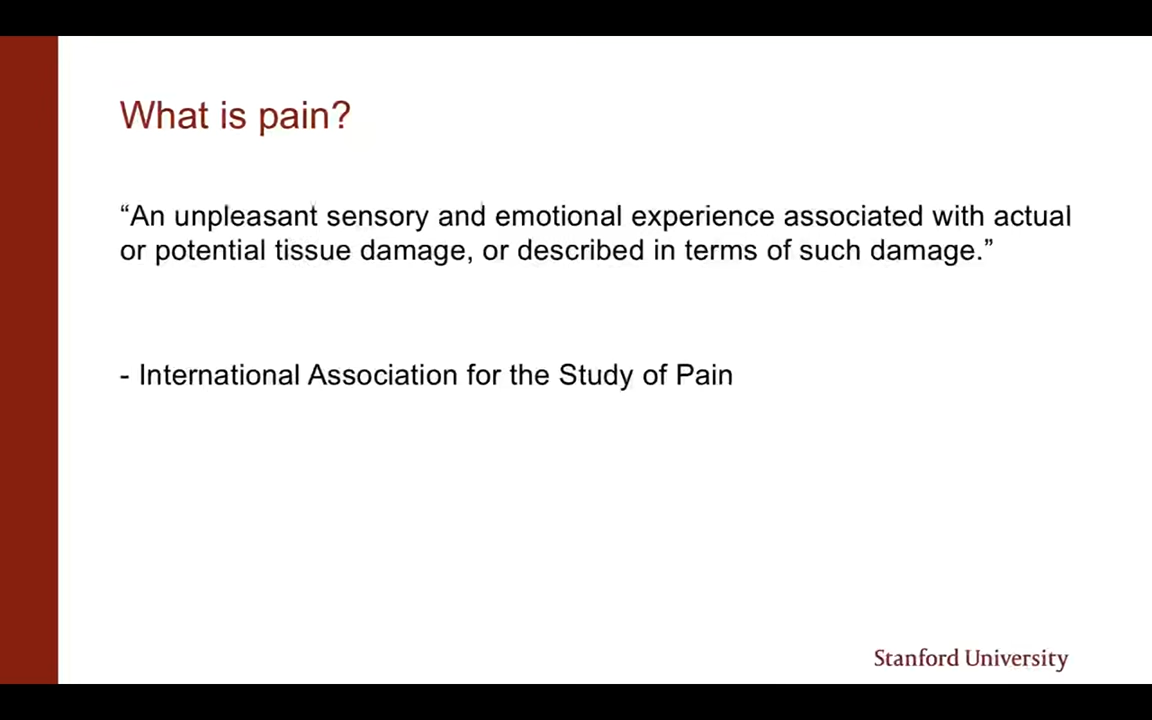 What is pain?
“An unpleasant sensory and emotional experience associated with actual
or potential tissue damage, or described in terms of such damage.”
- International Association for the Study of Pain
Stanford University